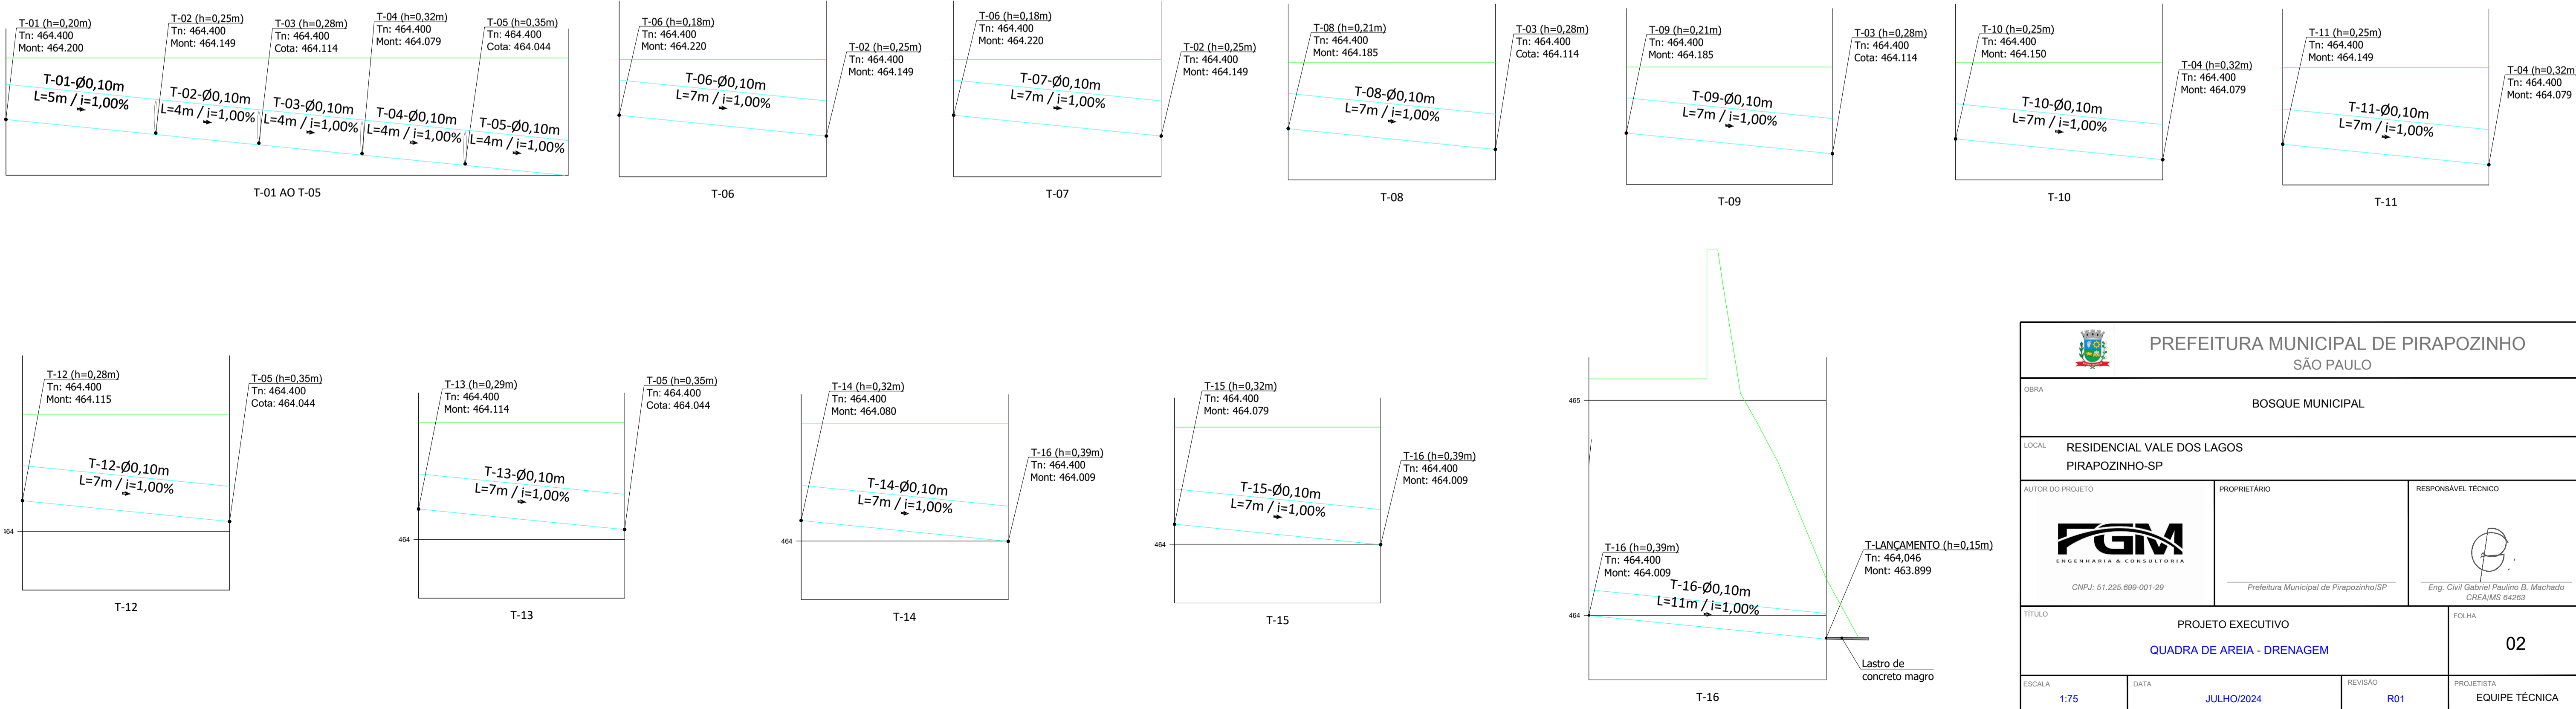 T-01 (h=0,20m)
Tn: 464.400
Mont: 464.200
T-02 (h=0,25m)
Tn: 464.400
Mont: 464.149
T-03 (h=0,28m)
Tn: 464.400
Cota: 464.114
T-04 (h=0,32m)
Tn: 464.400
Mont: 464.079
T-05 (h=0,35m)
Tn: 464.400
Cota: 464.044
T-01-Ø0,10m
L=5m / i=1,00%
T-02-Ø0,10m
L=4m / i=1,00%
T-03-Ø0,10m
L=4m / i=1,00%
T-04-Ø0,10m
L=4m / i=1,00%
T-05-Ø0,10m
L=4m / i=1,00%
T-01 AO T-05
T-06 (h=0,18m)
Tn: 464.400
Mont: 464.220
T-02 (h=0,25m)
Tn: 464.400
Mont: 464.149
T-06-Ø0,10m
L=7m / i=1,00%
T-06
T-06 (h=0,18m)
Tn: 464.400
Mont: 464.220
T-02 (h=0,25m)
Tn: 464.400
Mont: 464.149
T-07-Ø0,10m
L=7m / i=1,00%
T-07
T-08 (h=0,21m)
Tn: 464.400
Mont: 464.185
T-03 (h=0,28m)
Tn: 464.400
Cota: 464.114
T-08-Ø0,10m
L=7m / i=1,00%
T-08
T-09 (h=0,21m)
Tn: 464.400
Mont: 464.185
T-03 (h=0,28m)
Tn: 464.400
Cota: 464.114
T-09-Ø0,10m
L=7m / i=1,00%
T-09
T-10 (h=0,25m)
Tn: 464.400
Mont: 464.150
T-04 (h=0,32m)
Tn: 464.400
Mont: 464.079
T-10-Ø0,10m
L=7m / i=1,00%
T-10
T-11 (h=0,25m)
Tn: 464.400
Mont: 464.149
T-04 (h=0,32m)
Tn: 464.400
Mont: 464.079
T-11-Ø0,10m
L=7m / i=1,00%
T-11
T-12 (h=0,28m)
Tn: 464.400
Mont: 464.115
T-05 (h=0,35m)
Tn: 464.400
Cota: 464.044
T-12-Ø0,10m
L=7m / i=1,00%
464
T-12
T-13 (h=0,29m)
Tn: 464.400
Mont: 464.114
T-05 (h=0,35m)
Tn: 464.400
Cota: 464.044
T-13-Ø0,10m
L=7m / i=1,00%
464
T-13
T-14 (h=0,32m)
Tn: 464.400
Mont: 464.080
T-16 (h=0,39m)
Tn: 464.400
Mont: 464.009
T-14-Ø0,10m
L=7m / i=1,00%
464
T-14
T-15 (h=0,32m)
Tn: 464.400
Mont: 464.079
T-16 (h=0,39m)
Tn: 464.400
Mont: 464.009
T-15-Ø0,10m
L=7m / i=1,00%
464
T-15
465
T-16 (h=0,39m)
Tn: 464.400
Mont: 464.009
T-LANÇAMENTO (h=0,15m)
Tn: 464,046
Mont: 463.899
T-16-Ø0,10m
L=11m / i=1,00%
464
Lastro de
concreto magro
T-16
PREFEITURA MUNICIPAL DE PIRAPOZINHO
SÃO PAULO
OBRA
BOSQUE MUNICIPAL
LOCAL
RESIDENCIAL VALE DOS LAGOS
PIRAPOZINHO-SP
AUTOR DO PROJETO
PROPRIETÁRIO
RESPONSÁVEL TÉCNICO
FGM
ENGENHARIA & CONSULTORIA
CNPJ: 51.225.699-001-29
Prefeitura Municipal de Pirapozinho/SP
Eng. Civil Gabriel Paulino B. Machado
CREA/MS 64263
TÍTULO
PROJETO EXECUTIVO
QUADRA DE AREIA - DRENAGEM
FOLHA
02
ESCALA
1:75
DATA
JULHO/2024
REVISÃO
R01
PROJETISTA
EQUIPE TÉCNICA